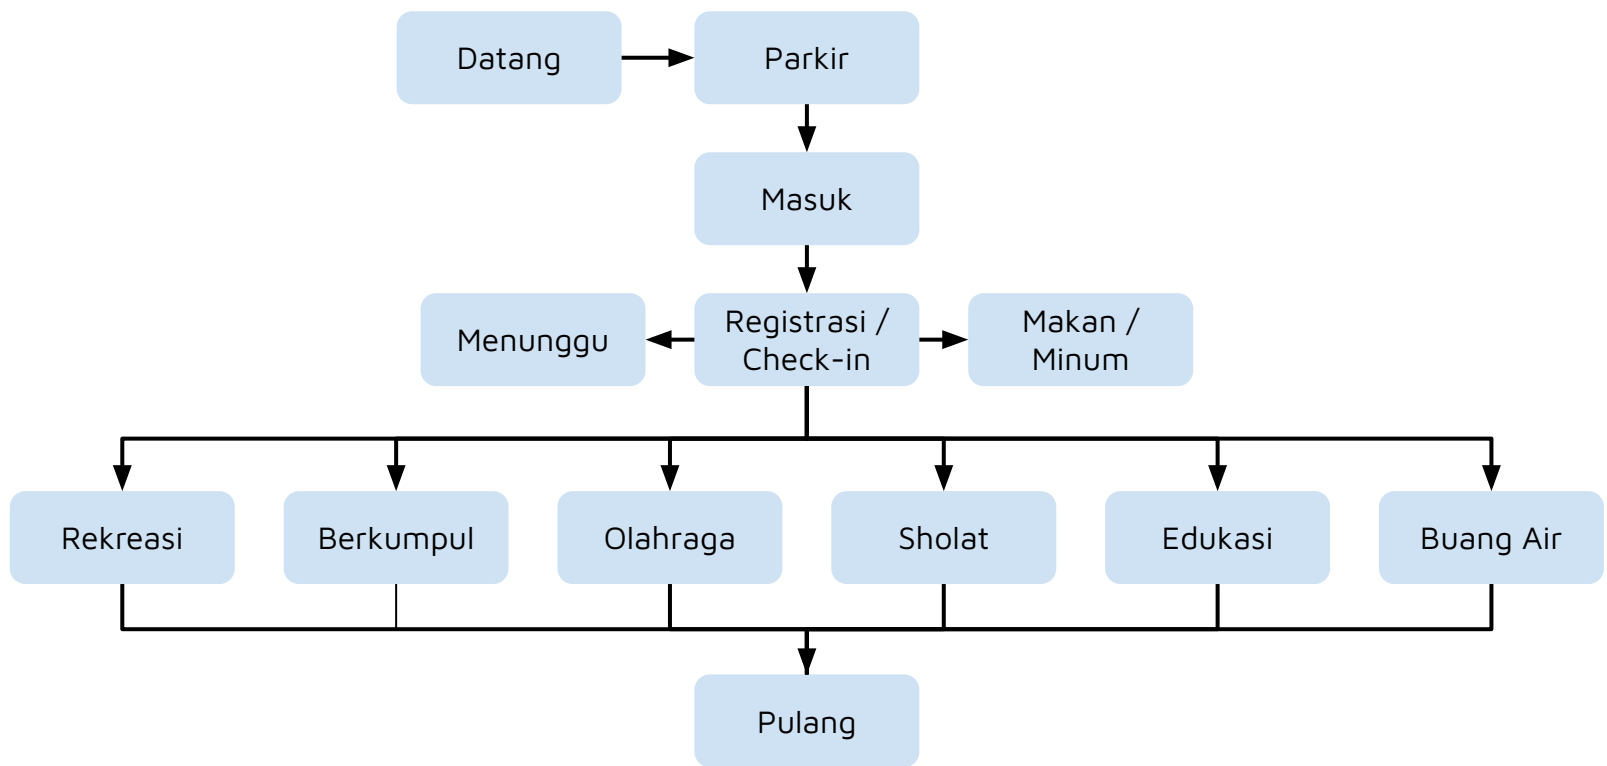 Datang
Parkir
Masuk
Menunggu
Registrasi /
Check-in
Makan /
Minum
Rekreasi
Berkumpul
Olahraga
Sholat
Edukasi
Buang Air
Pulang